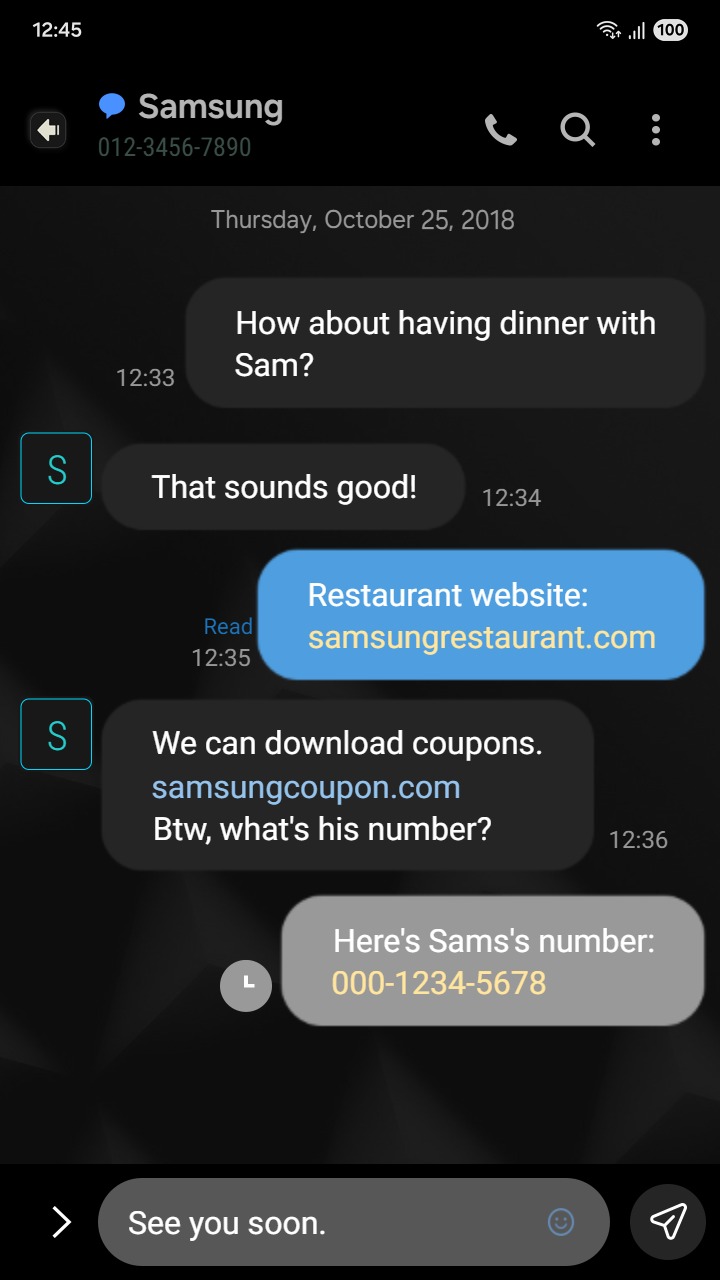 12:45
100
Samsung
012-3456-7890
Thursday, October 25, 2018
How about having dinner with
Sam?
12:33
S
That sounds good!
12:34
Restaurant website:
samsungrestaurant.com
Read
12:35
S
We can download coupons.
samsungcoupon.com
Btw, what's his number?
12:36
Here's Sams's number:
000-1234-5678
See you soon.